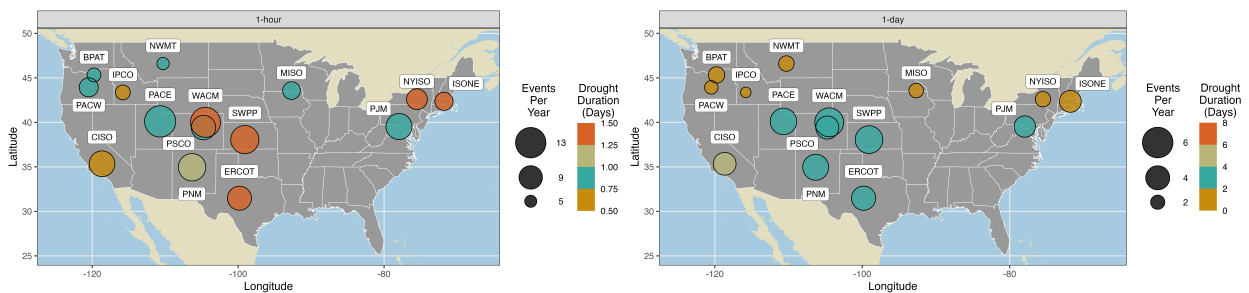 1-hour
50
45
40
35
30
25
Latitude
BPAT
NWMT
IPCO
MISO
NYISO
ISONE
PACW
PACE
WACM
SWPP
PJM
CISO
PSCO
ERCOT
PNM
-120
-100
-80
Longitude
Events
Per
Year
13
9
5
Drought
Duration
(Days)
1.50
1.25
1.00
0.75
0.50
1-day
50
45
40
35
30
25
Latitude
BPAT
NWMT
IPCO
MISO
NYISO
ISONE
PACW
PACE
WACM
SWPP
PJM
CISO
PSCO
ERCOT
PNM
-120
-100
-80
Longitude
Events
Per
Year
6
4
2
Drought
Duration
(Days)
8
6
4
2
0